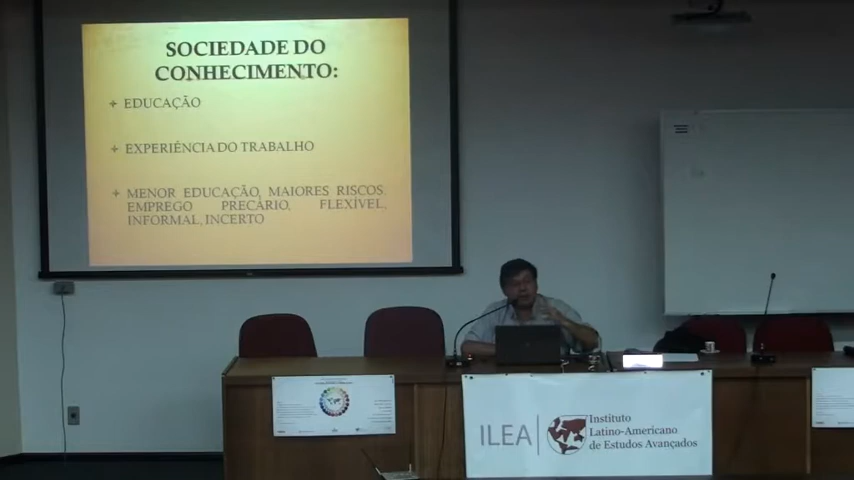 SOCIEDADE DO
CONHECIMENTO:
EDUCAÇÃO
EXPERIÊNCIA DO TRABALHO
MENOR EDUCAÇÃO, MAIORES RISCOS.
EMPREGO PRECÁRIO, FLEXÍVEL,
INFORMAL, INCERTO
ILEA
Instituto
Latino-Americano
de Estudos Avançados